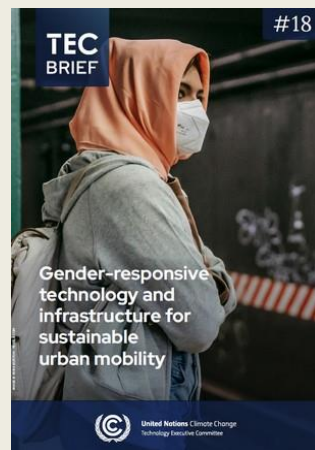 TEC
BRIEF
#18
Gender-responsive
technology and
infrastructure for
sustainable
urban mobility
United Nations Climate Change
Technology Executive Committee